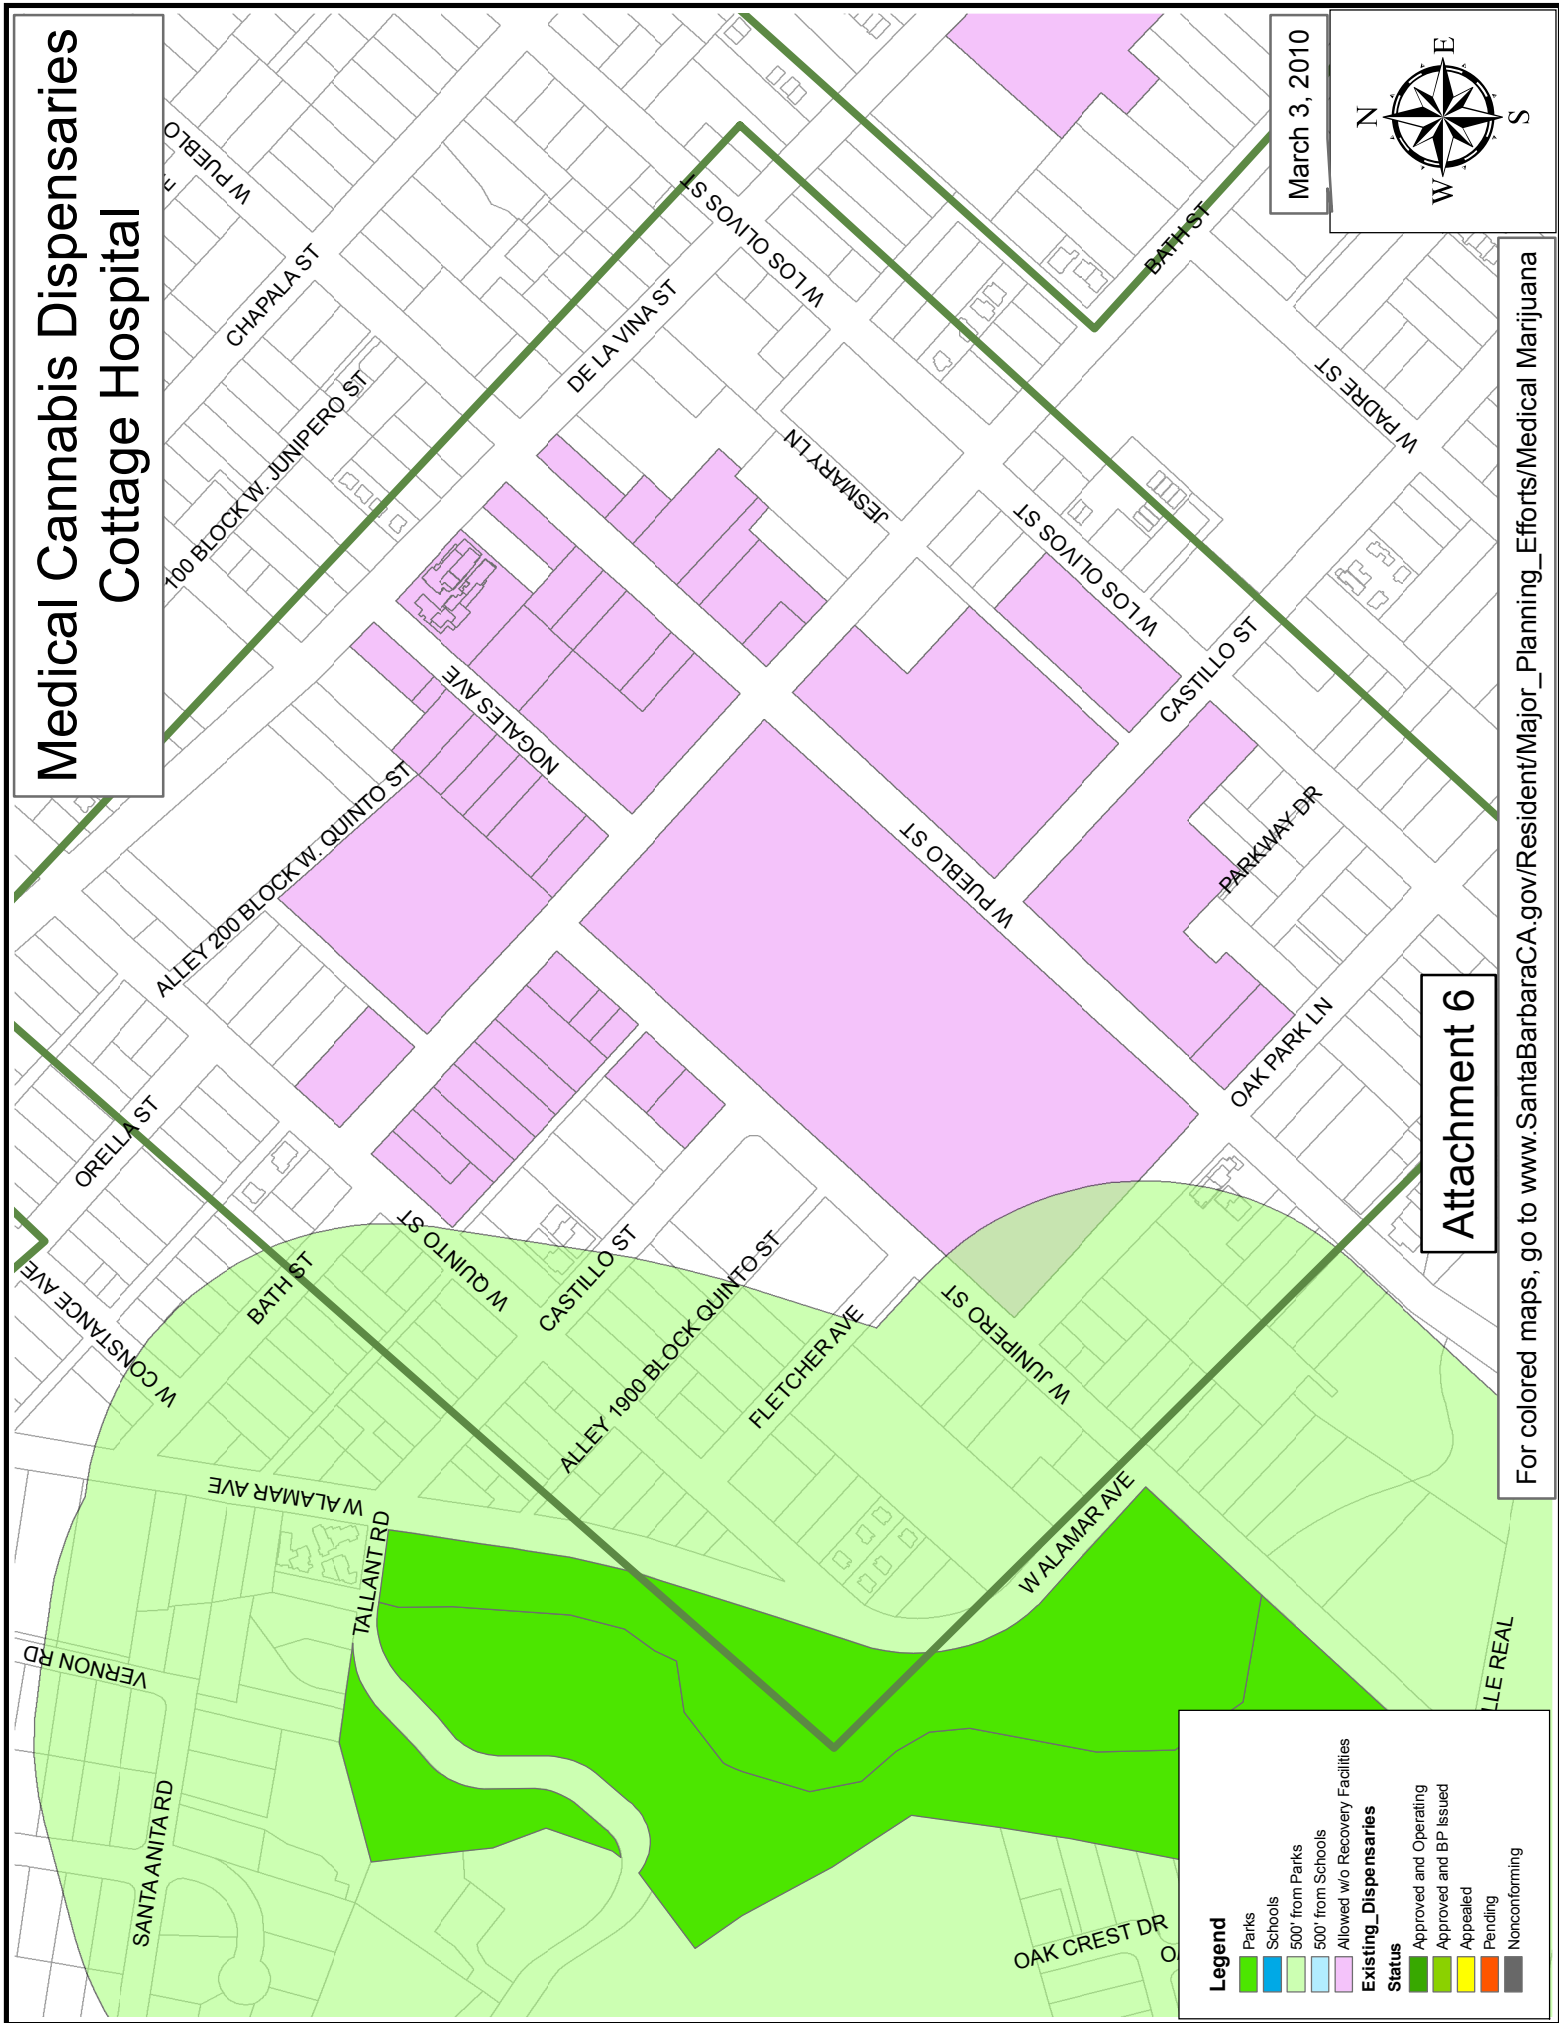 Medical Cannabis Dispensaries
Cottage Hospital
March 3, 2010
N
E
S
W
W PUEBLO
CHAPALA ST
100 BLOCK W. JUNIPERO ST
DE LA VINA ST
W LOS OLIVOS ST
BATH ST
W PADRE ST
JESMARY LN
W LOS OLIVOS ST
CASTILLO ST
NOGALES AVE
ALLEY 200 BLOCK W. QUINTO ST
W PUEBLO ST
PARKWAY DR
OAK PARK LN
ORELLA ST
W CONSTANCE AVE
BATH ST
W QUINTO ST
CASTILLO ST
ALLEY 1900 BLOCK QUINTO ST
FLETCHER AVE
W JUNIPERO ST
W ALAMAR AVE
TALLANT RD
W ALAMAR AVE
VERNON RD
SANTA ANITA RD
OAK CREST DR
LLE REAL
Attachment 6
For colored maps, go to www.SantaBarbaraCA.gov/Resident/Major_Planning_Efforts/Medical Marijuana
Legend
Parks
Schools
500' from Parks
500' from Schools
Allowed w/o Recovery Facilities
Existing_Dispensaries
Status
Approved and Operating
Approved and BP Issued
Appealed
Pending
Nonconforming